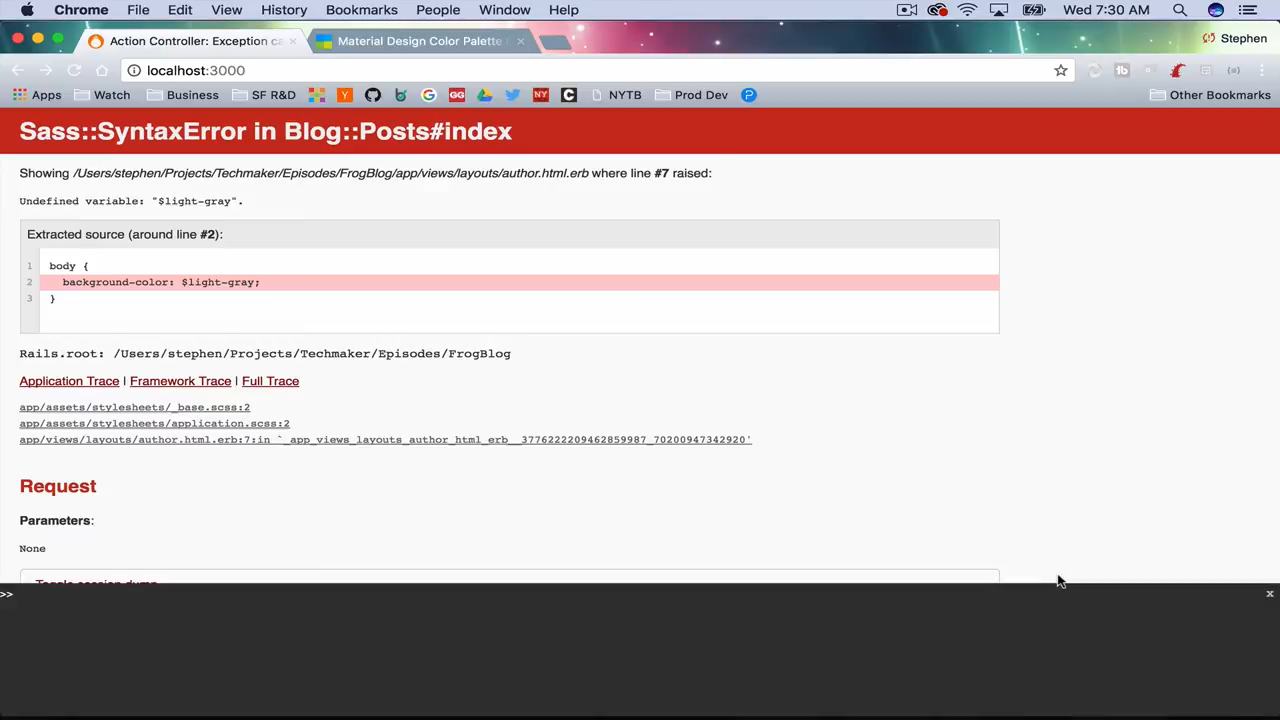 Chrome File Edit View History Bookmarks People Window Help Wed 7:30 AM
Action Controller: Exception ca Material Design Color Palette Stephen
localhost:3000
Apps Watch Business SF R&D Y G GG NY C NYTB Prod Dev P Other Bookmarks
Sass::SyntaxError in Blog::Posts#index
Showing /Users/stephen/Projects/Techmaker/Episodes/FrogBlog/app/views/layouts/author.html.erb where line #7 raised:
Undefined variable: "$light-gray".
Extracted source (around line #2):
1 body {
2 background-color: $light-gray;
3 }
Rails.root: /Users/stephen/Projects/Techmaker/Episodes/FrogBlog
Application Trace | Framework Trace | Full Trace
app/assets/stylesheets/_base.scss:2
app/assets/stylesheets/application.scss:2
app/views/layouts/author.html.erb:7:in `_app_views_layouts_author_html_erb__3776222209462859987_70200947342920'
Request
Parameters:
None
Toggle session dump
>> x